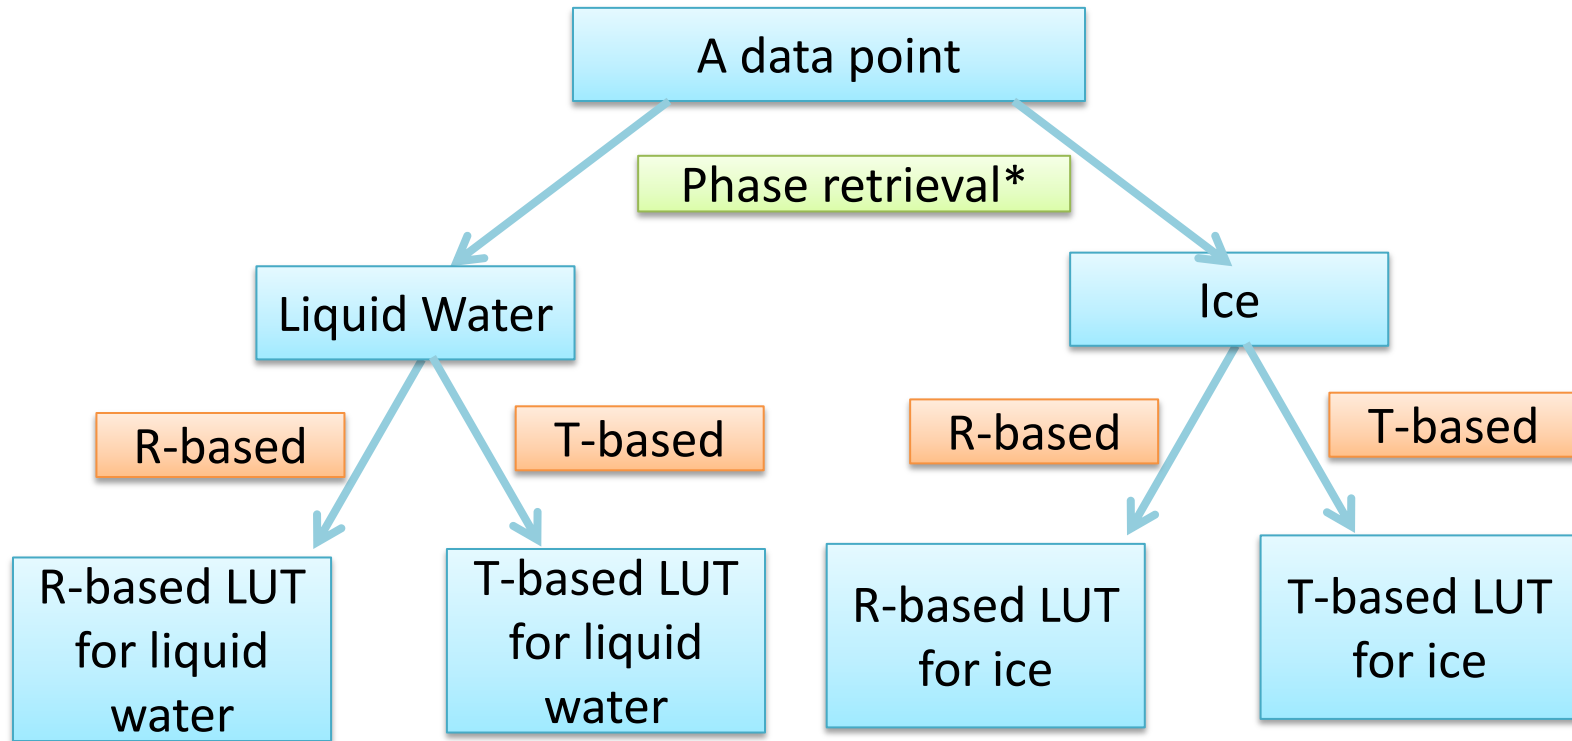 A data point
Phase retrieval*
Liquid Water
Ice
R-based
T-based
R-based
T-based
R-based LUT
for liquid
water
T-based LUT
for liquid
water
R-based LUT
for ice
T-based LUT
for ice